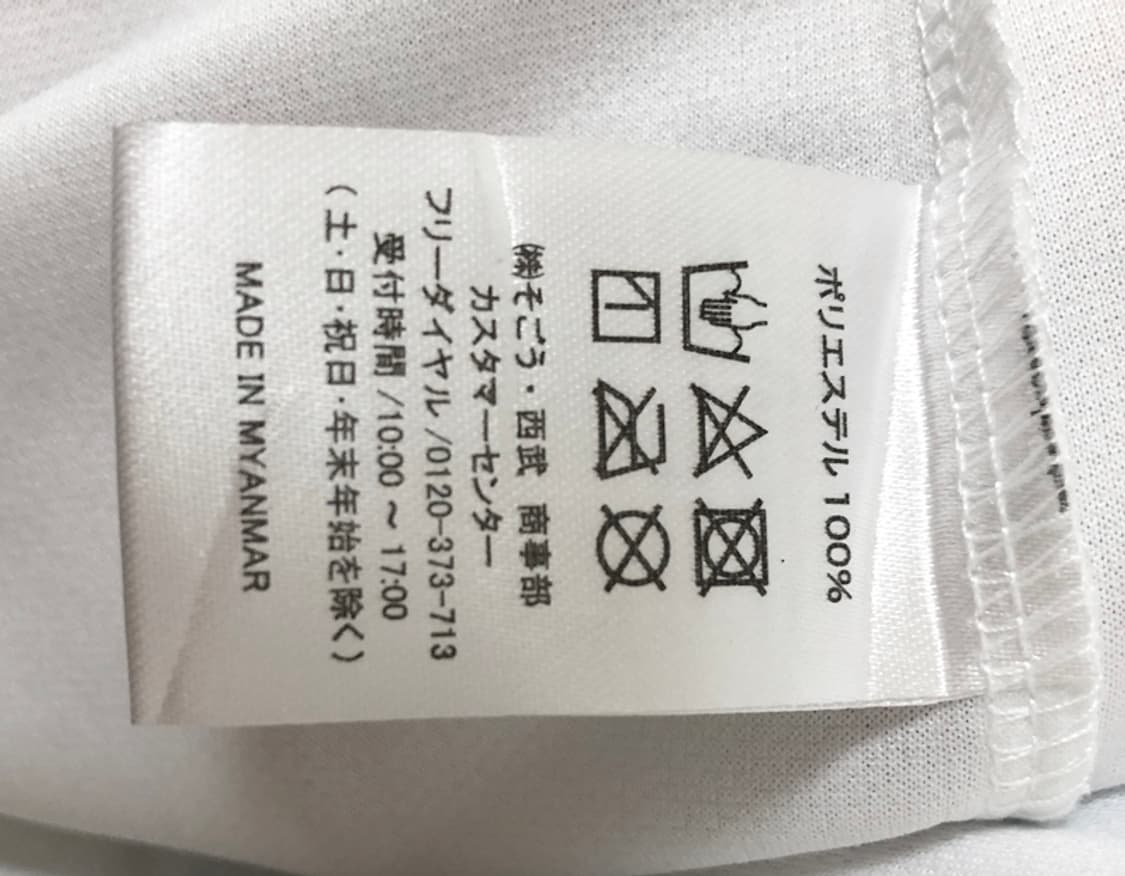 ポリエステル 100%
㈱そごう・西武 商事部
カスタマーセンター
フリーダイヤル/0120-373-713
受付時間/10:00～17:00
(土・日・祝日・年末年始を除く)
MADE IN MYANMAR